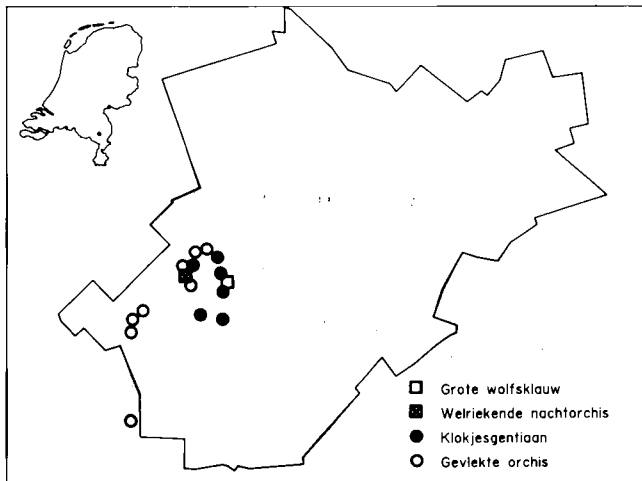 Grote wolfsklauw
Welriekende nachtorchis
Klokjesgentiaan
Gevlekte orchis